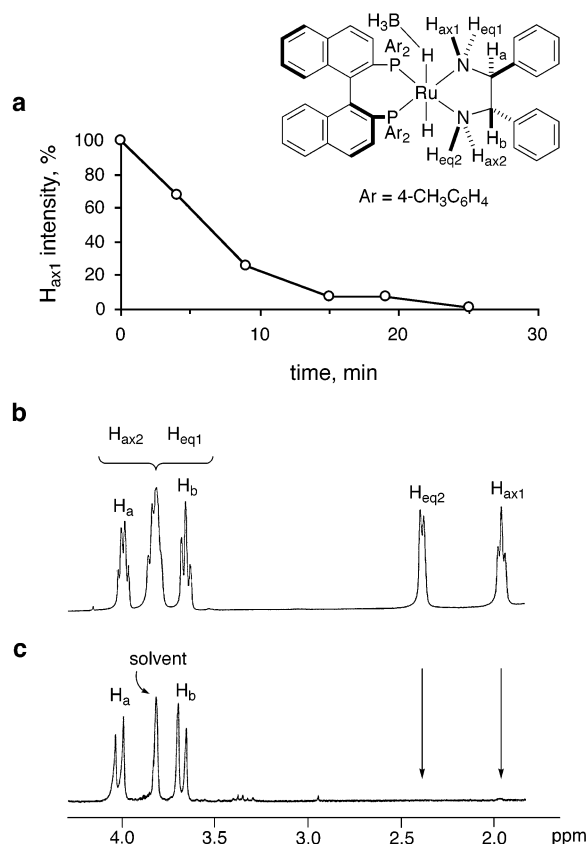 H3B
Hax1 Heq1
Ar2 H Ha
P N
Ru
P N
Ar2 H Hb
Heq2 Hax2
Ar = 4-CH3C6H4
a
Hax1 intensity, %
100
80
60
40
20
0
0 10 20 30
time, min
b
Hax2 Heq1
Ha Hb Heq2 Hax1
c
solvent
Ha Hb
4.0 3.5 3.0 2.5 2.0 ppm